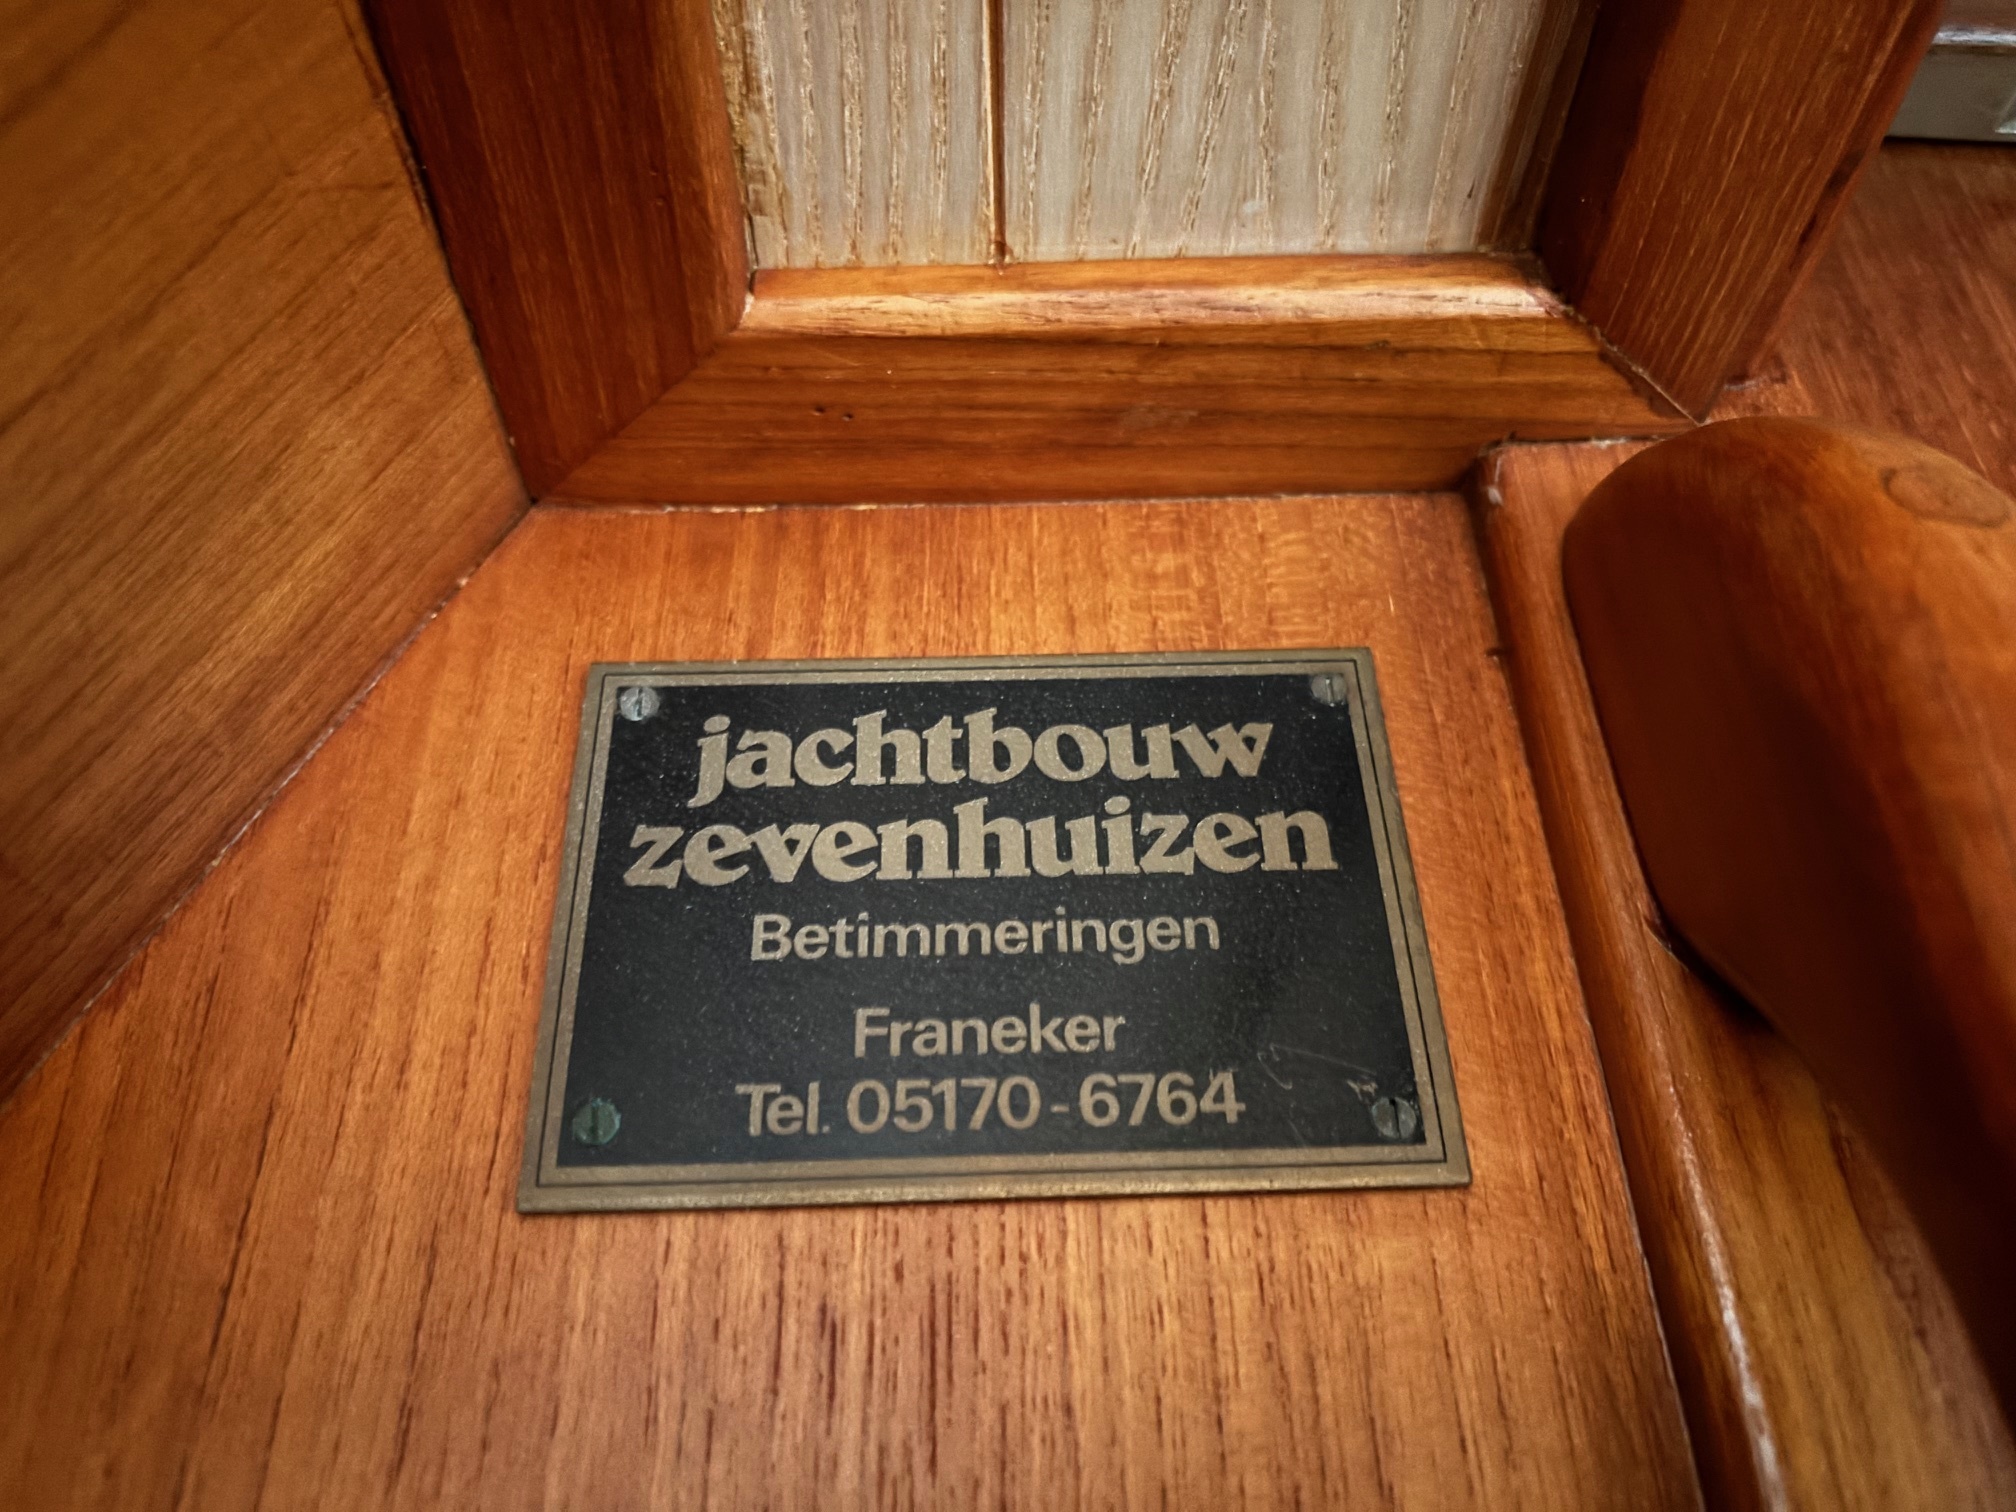 jachtbouw
zevenhuizen
Betimmeringen
Franeker
Tel. 05170-6764